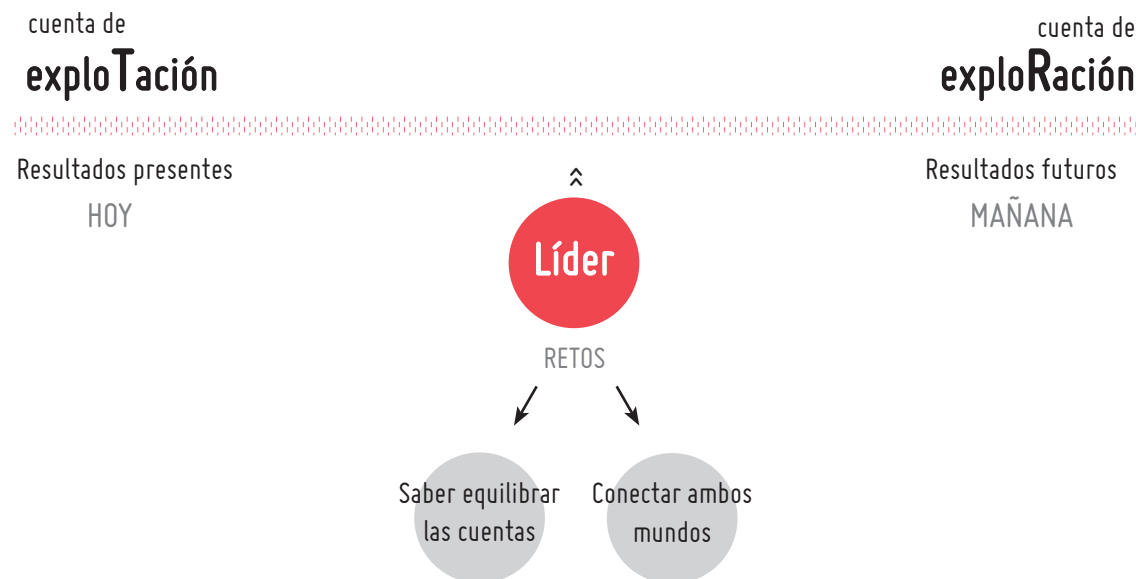 cuenta de
exploTación
cuenta de
exploRación
Resultados presentes
HOY
Resultados futuros
MAÑANA
Líder
RETOS
Saber equilibrar
las cuentas
Conectar ambos
mundos